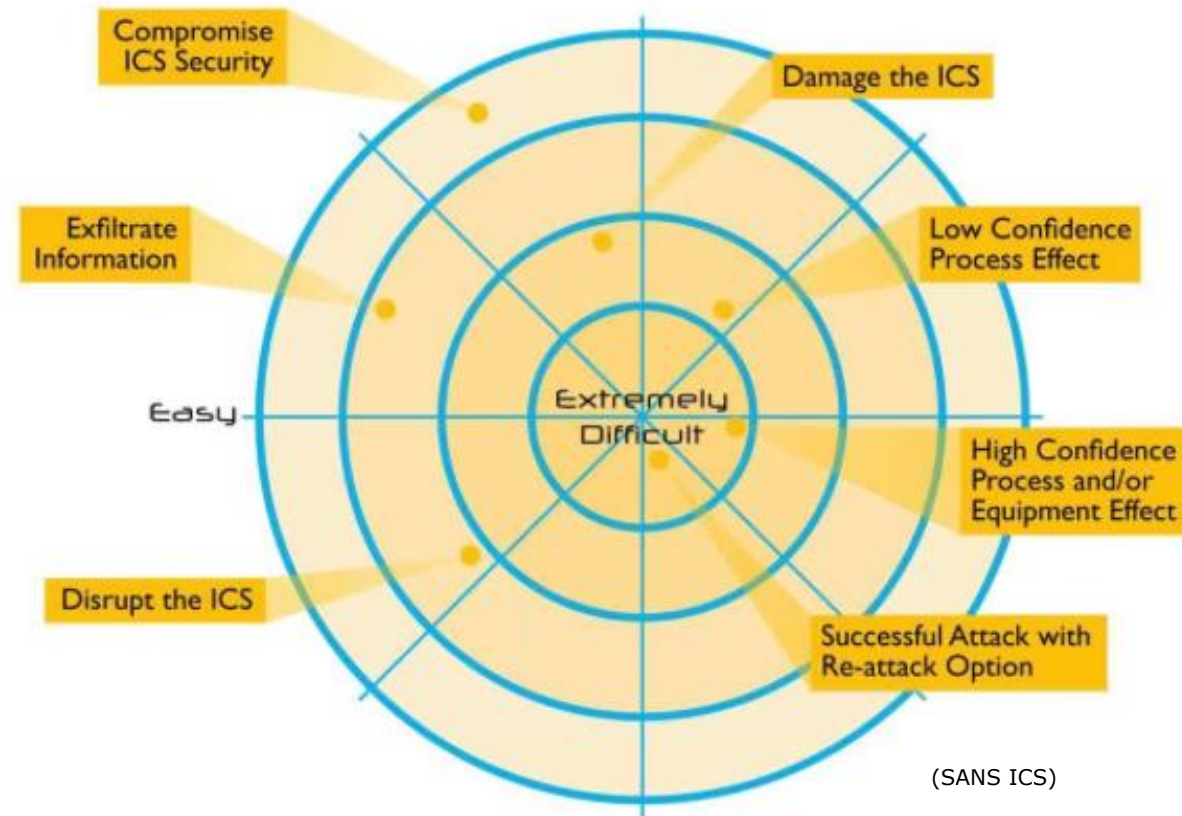 Compromise
ICS Security
Damage the ICS
Exfiltrate
Information
Low Confidence
Process Effect
Easy
Extremely
Difficult
High Confidence
Process and/or
Equipment Effect
Disrupt the ICS
Successful Attack with
Re-attack Option
(SANS ICS)